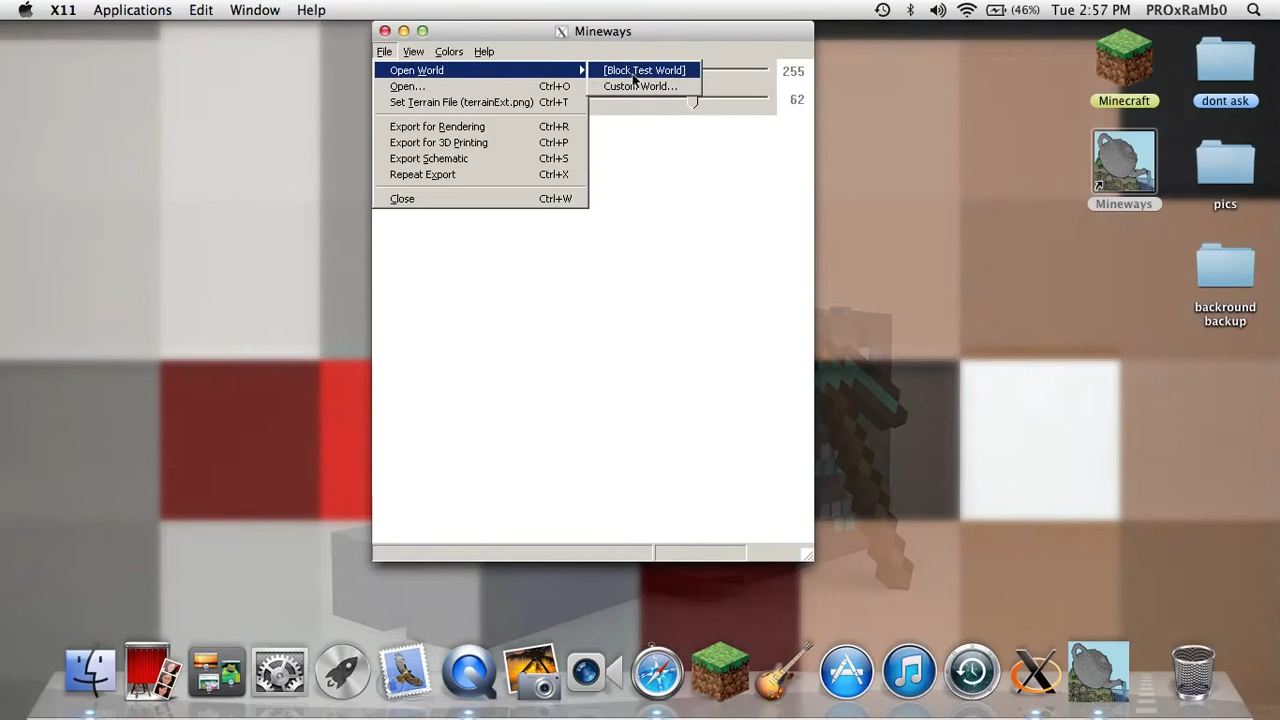 X11 Applications Edit Window Help (46%) Tue 2:57 PM PROxRaMb0
Mineways
File View Colors Help
Open World [Block Test World] 255
Open... Ctrl+O Custom World...
Set Terrain File (terrainExt.png) Ctrl+T 62
Export for Rendering Ctrl+R
Export for 3D Printing Ctrl+P
Export Schematic Ctrl+S
Repeat Export Ctrl+X
Close Ctrl+W
Minecraft
dont ask
Mineways
pics
backround
backup